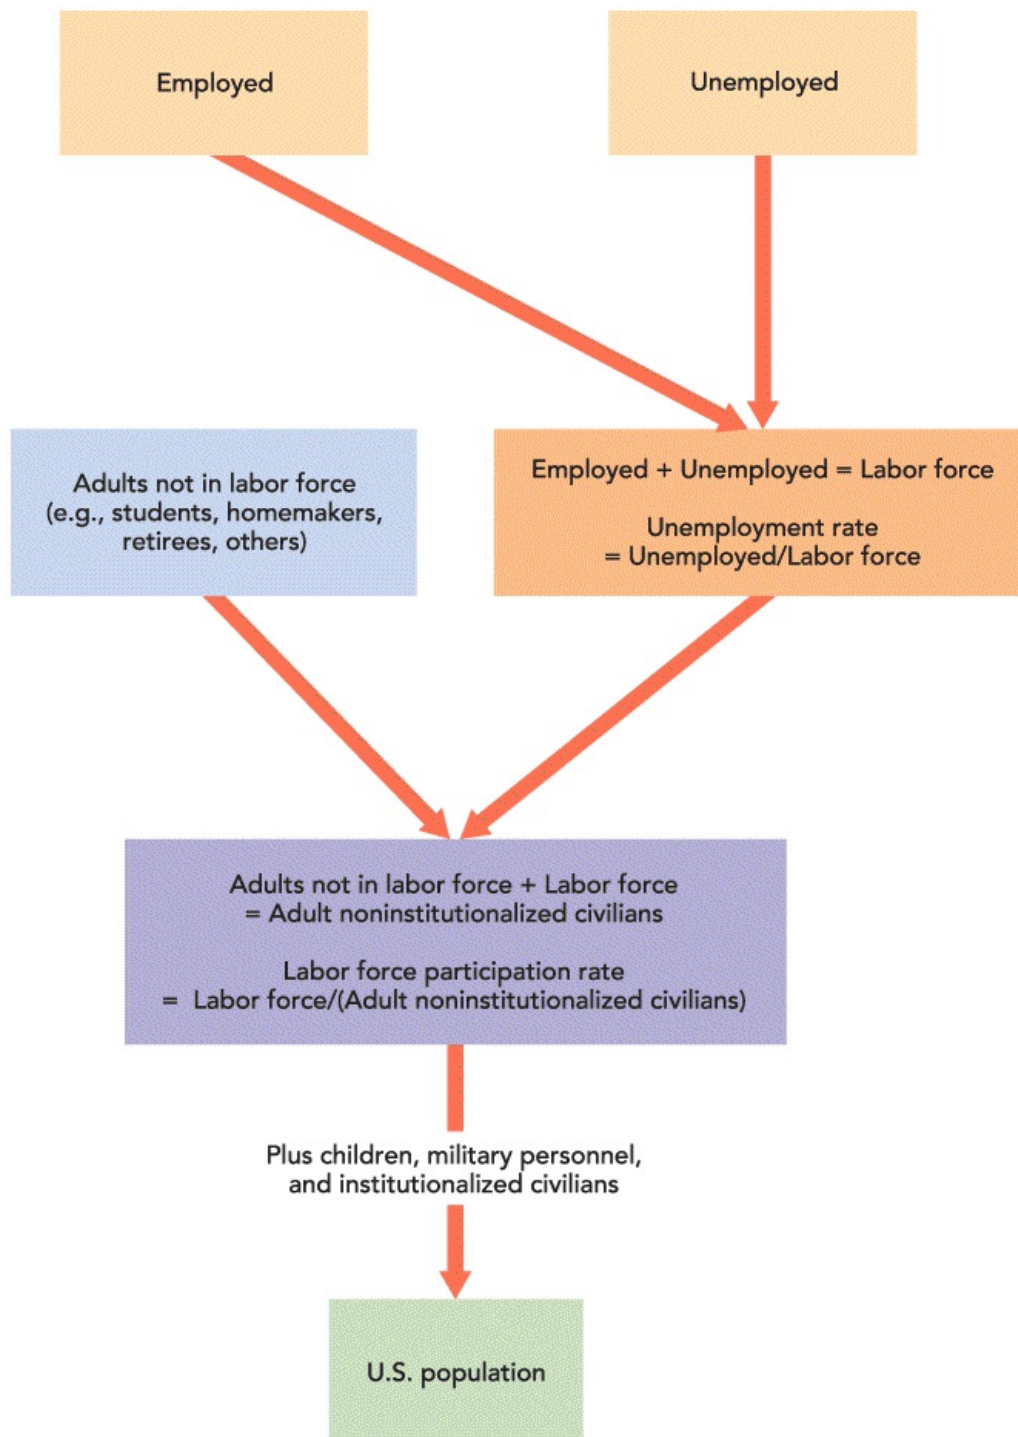 Employed
Unemployed
Adults not in labor force
(e.g., students, homemakers,
retirees, others)
Employed + Unemployed = Labor force
Unemployment rate
= Unemployed/Labor force
Adults not in labor force + Labor force
= Adult noninstitutionalized civilians
Labor force participation rate
= Labor force/(Adult noninstitutionalized civilians)
Plus children, military personnel,
and institutionalized civilians
U.S. population